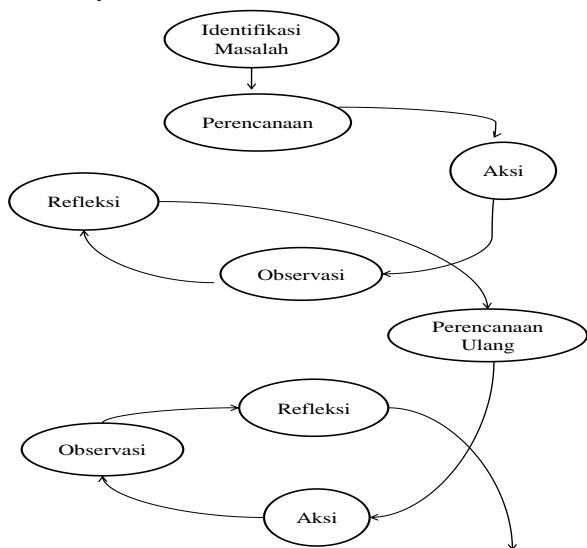 Identifikasi
Masalah
Perencanaan
Aksi
Refleksi
Observasi
Perencanaan
Ulang
Refleksi
Observasi
Aksi